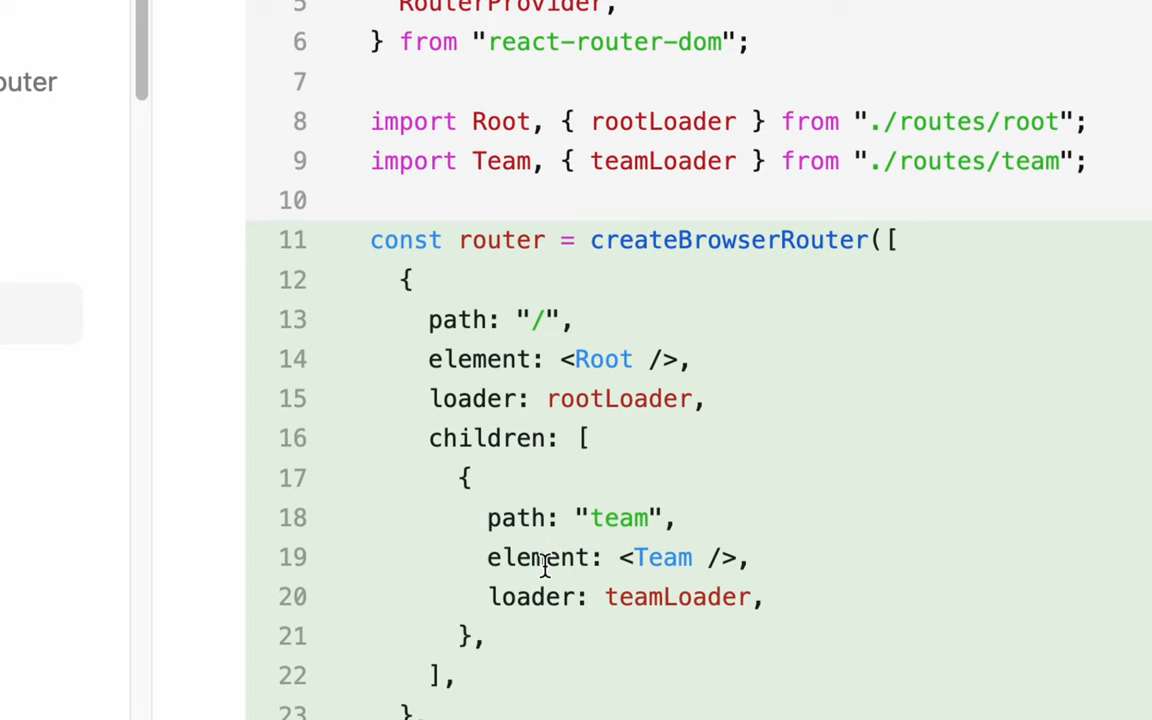 5 RouterProvider,
6 } from "react-router-dom";
outer
7
8 import Root, { rootLoader } from "./routes/root";
9 import Team, { teamLoader } from "./routes/team";
10
11 const router = createBrowserRouter([
12 {
13 path: "/",
14 element: <Root />,
15 loader: rootLoader,
16 children: [
17 {
18 path: "team",
19 element: <Team />,
20 loader: teamLoader,
21 },
22 ],
23 },